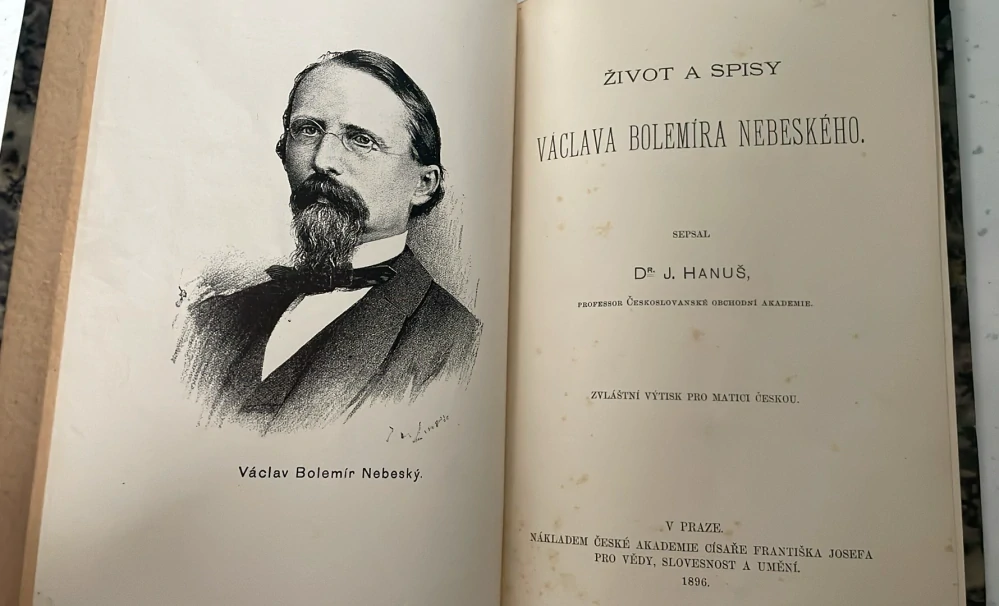 Václav Bolemír Nebeský.
ŽIVOT A SPISY
VÁCLAVA BOLEMÍRA NEBESKÉHO.
SEPSAL
DR. J. HANUŠ,
PROFESSOR ČESKOSLOVANSKÉ OBCHODNÍ AKADEMIE.
ZVLÁŠTNÍ VÝTISK PRO MATICI ČESKOU.
V PRAZE.
NÁKLADEM ČESKÉ AKADEMIE CÍSAŘE FRANTIŠKA JOSEFA
PRO VĚDY, SLOVESNOST A UMĚNÍ.
1896.